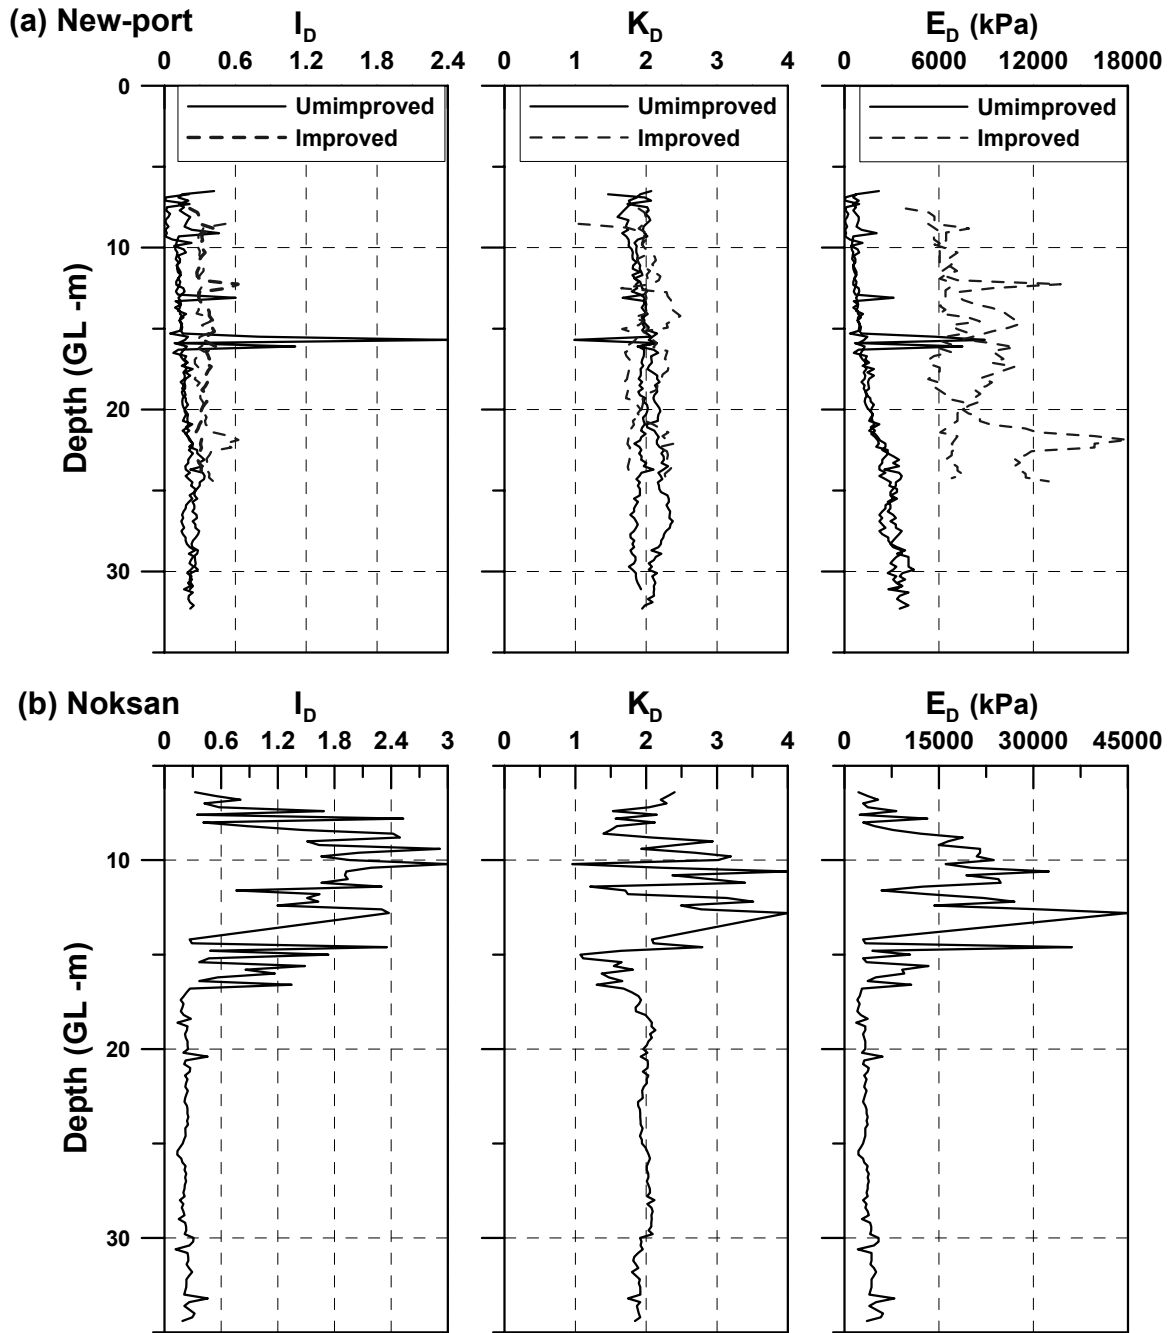 (a) New-port
I_D
K_D
E_D (kPa)
0 0.6 1.2 1.8 2.4
0 1 2 3 4
0 6000 12000 18000
0
Umimproved
Improved
Umimproved
Improved
Umimproved
Improved
10
20
30
Depth (GL -m)
(b) Noksan
I_D
K_D
E_D (kPa)
0 0.6 1.2 1.8 2.4 3
0 1 2 3 4
0 15000 30000 45000
10
20
30
Depth (GL -m)